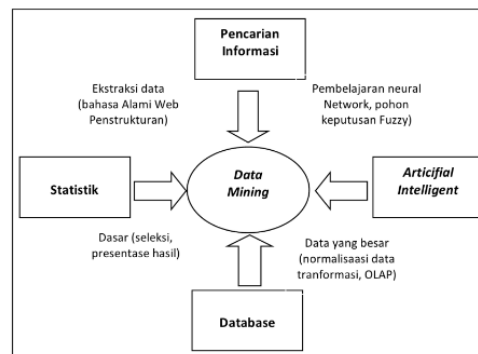 Pencarian
Informasi
Ekstraksi data
(bahasa Alami Web
Penstrukturan)
Pembelajaran neural
Network, pohon
keputusan Fuzzy)
Statistik
Data
Mining
Articifial
Intelligent
Dasar (seleksi,
presentase hasil)
Data yang besar
(normalisaasi data
tranformasi, OLAP)
Database